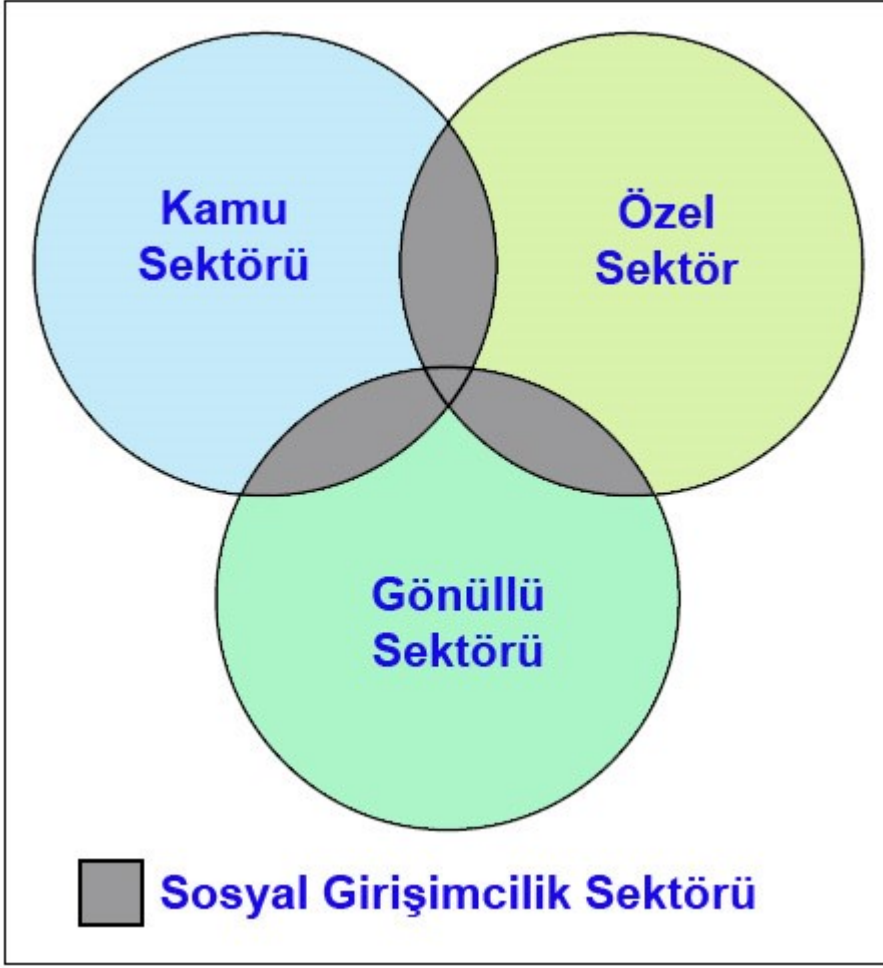 Kamu
Sektörü
Özel
Sektör
Gönüllü
Sektörü
Sosyal Girişimcilik Sektörü